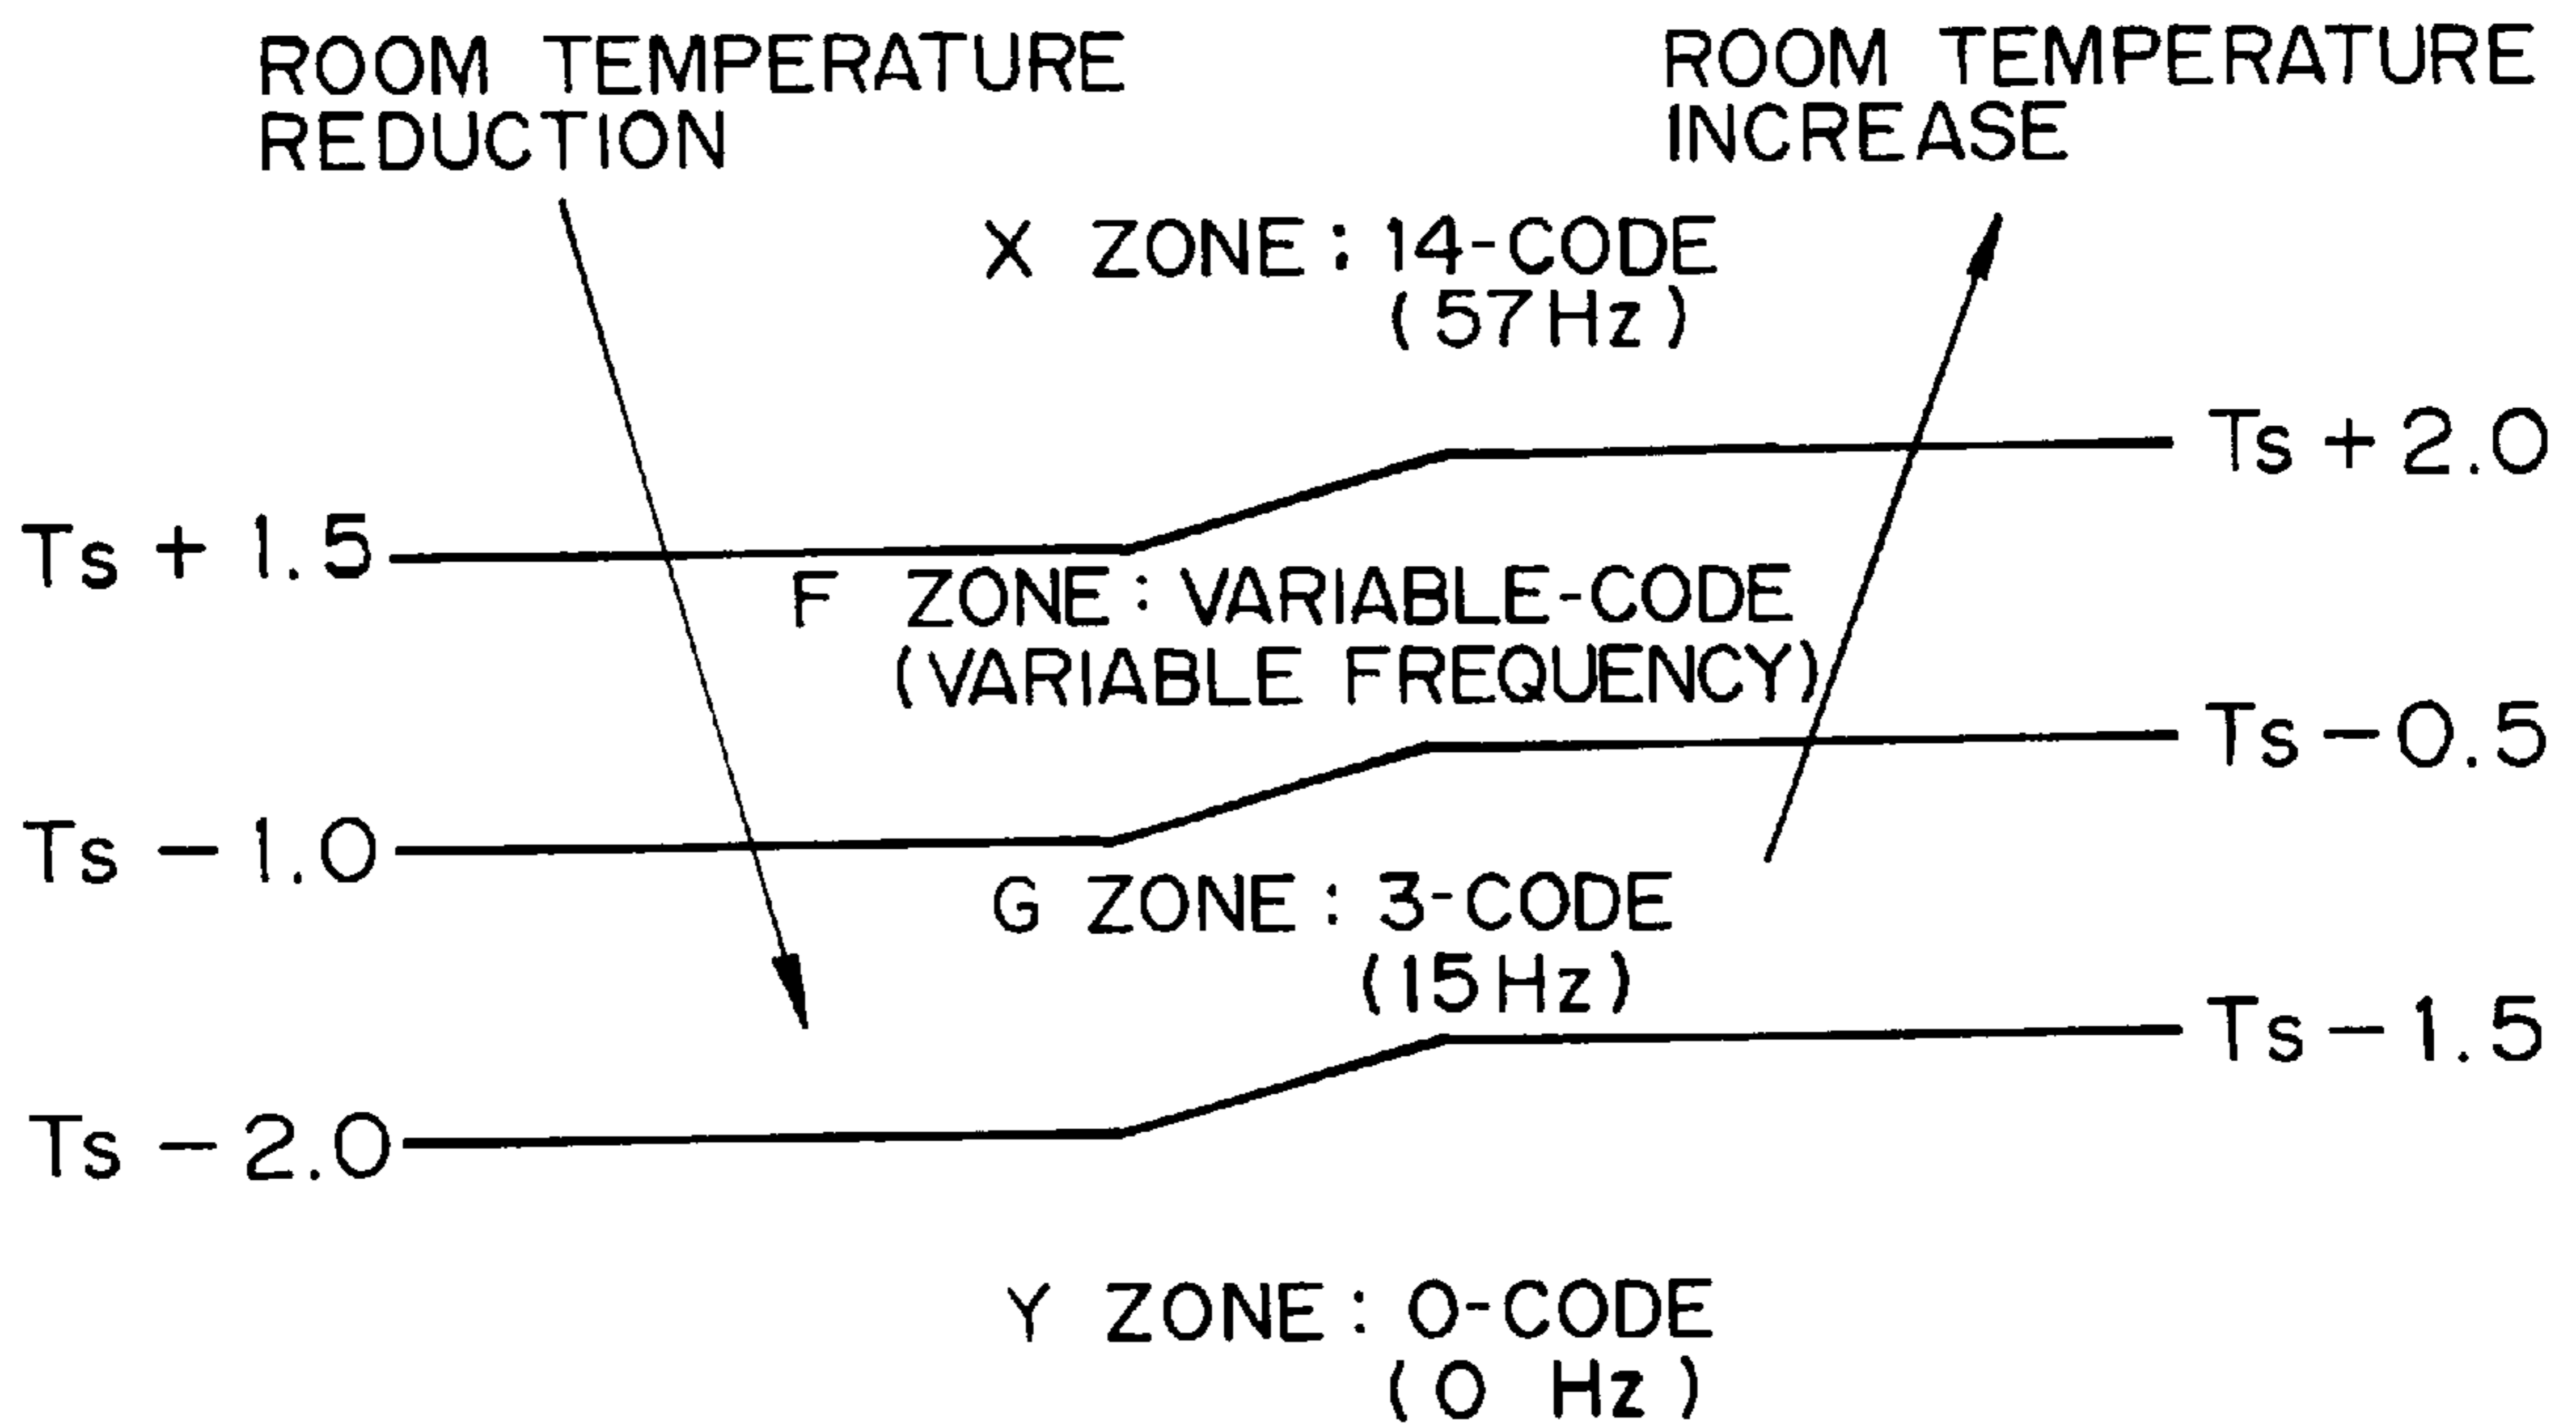 ROOM TEMPERATURE
REDUCTION
ROOM TEMPERATURE
INCREASE
X ZONE : 14-CODE
(57Hz)
Ts + 2.0
Ts + 1.5
F ZONE : VARIABLE-CODE
(VARIABLE FREQUENCY)
Ts - 0.5
Ts - 1.0
G ZONE : 3-CODE
(15Hz)
Ts - 1.5
Ts - 2.0
Y ZONE : 0-CODE
(0 Hz)